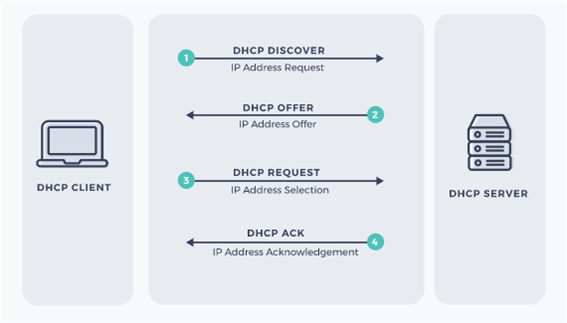 DHCP CLIENT
1
DHCP DISCOVER
IP Address Request
DHCP OFFER
2
IP Address Offer
3
DHCP REQUEST
IP Address Selection
DHCP ACK
4
IP Address Acknowledgement
DHCP SERVER